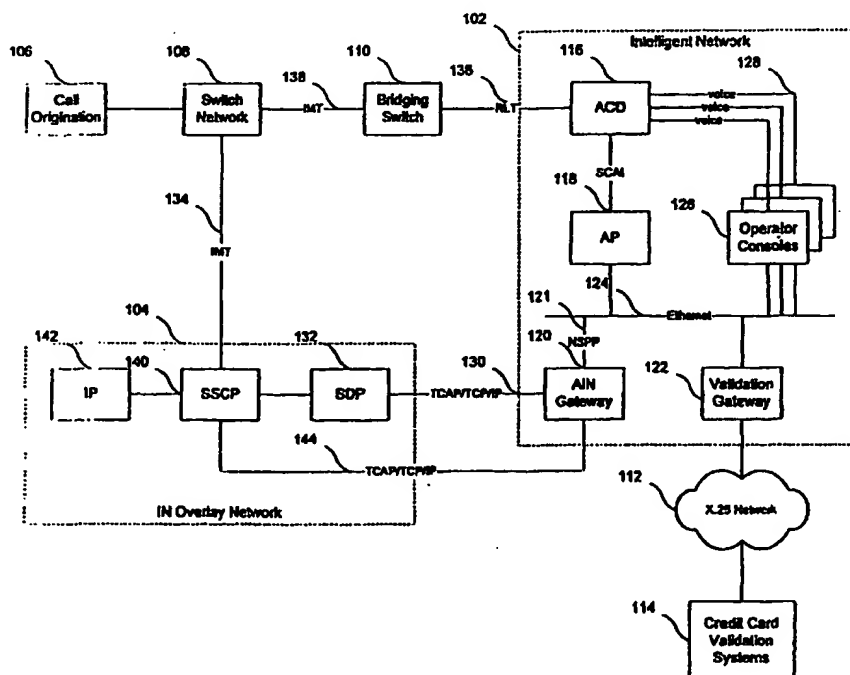 102
Intelligent Network
106
108
110
116
128
138
136
Call
Origination
Switch
Network
IMT
Bridging
Switch
RLT
ACD
voice
voice
voice
SCAI
134
118
126
AP
Operator
Consoles
IMT
124
121
Ethernet
104
120
NSPP
142
140
132
130
122
IP
SSCP
SDP
TCAP/TCP/IP
AIN
Gateway
Validation
Gateway
144
TCAP/TCP/IP
112
IN Overlay Network
X.25 Network
114
Credit Card
Validation
Systems